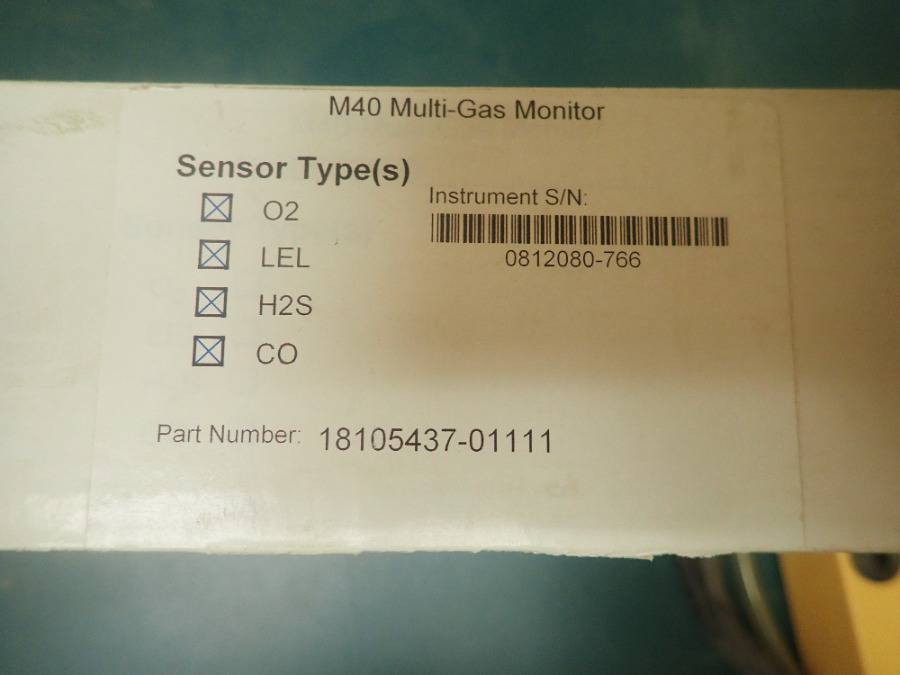 M40 Multi-Gas Monitor
Sensor Type(s)
O2
LEL
H2S
CO
Instrument S/N:
0812080-766
Part Number: 18105437-01111